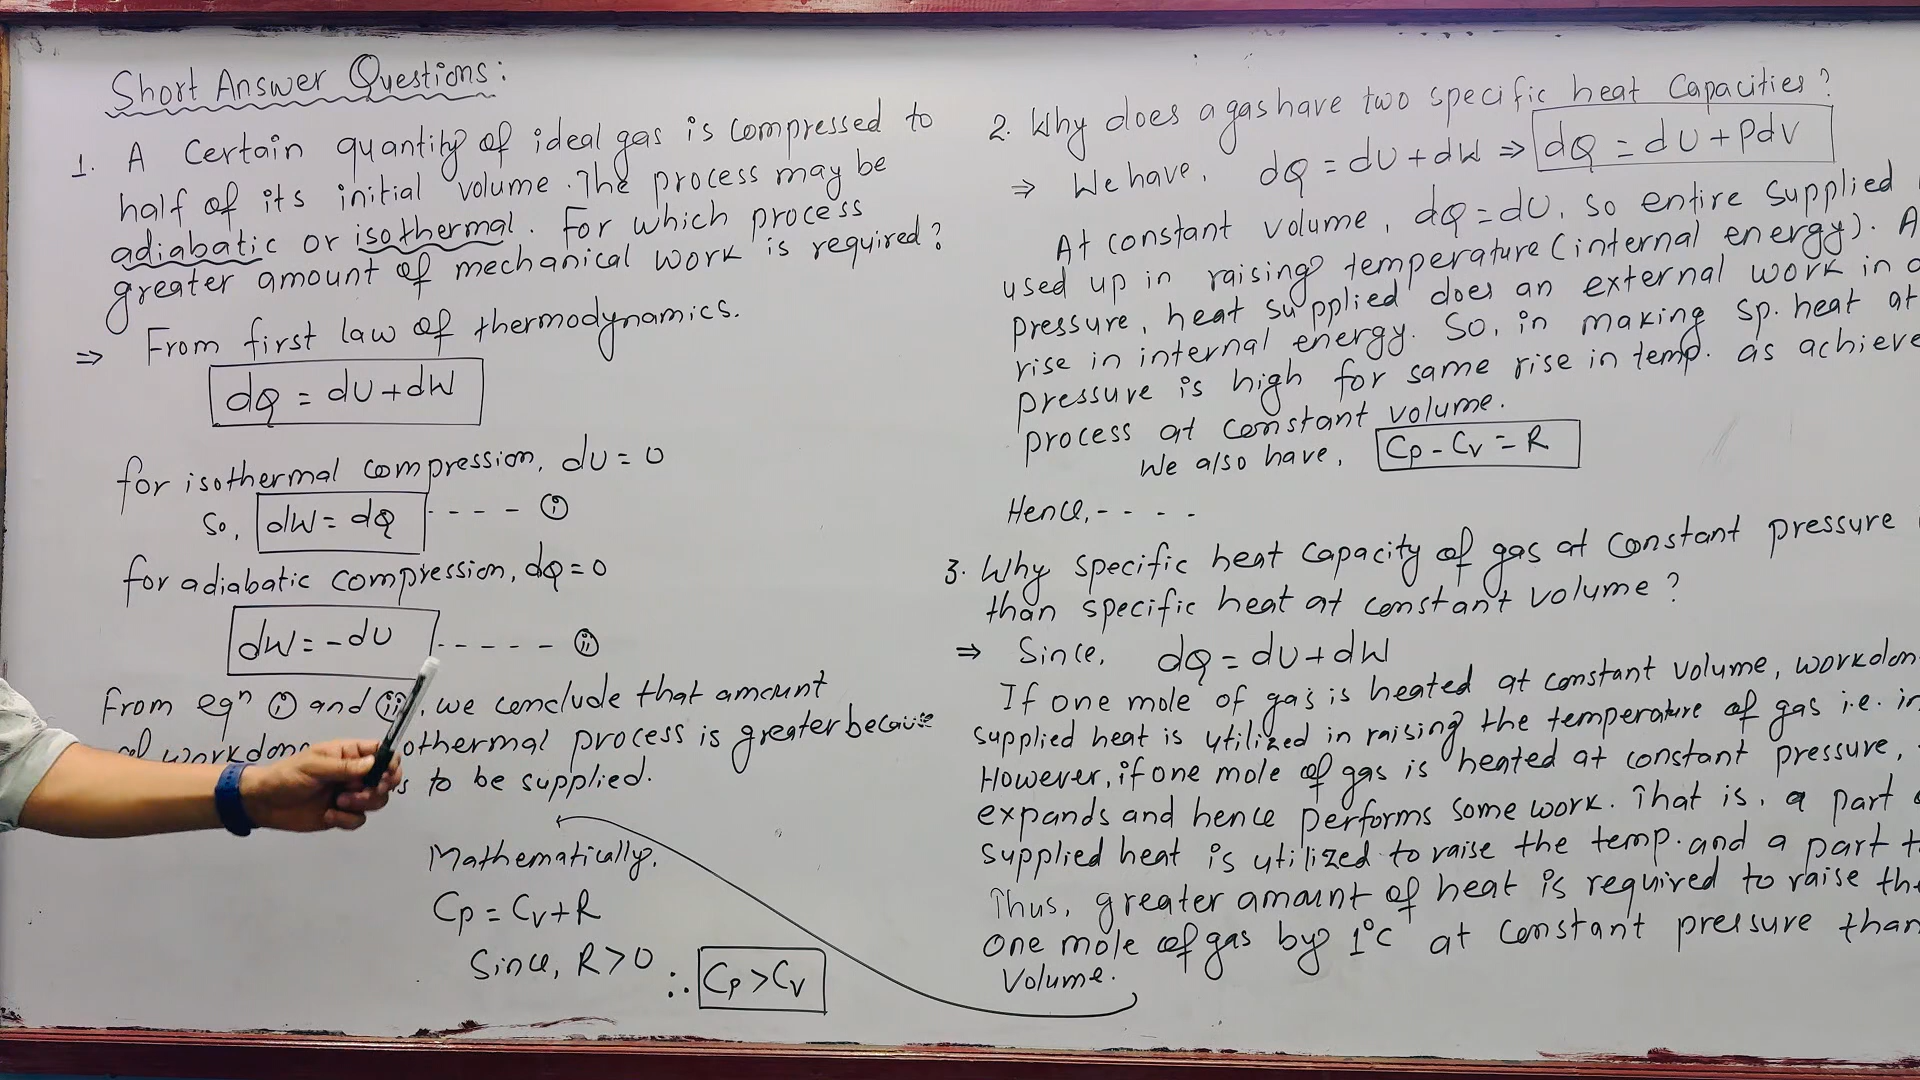 Short Answer Questions:
1. A Certain quantity of ideal gas is compressed to
half of its initial volume. The process may be
adiabatic or isothermal. For which process
greater amount of mechanical work is required?
⇒ From first law of thermodynamics.
dQ = dU + dW
for isothermal compression, dU = 0
So, dW = dQ ---- (i)
for adiabatic compression, dQ = 0
dW = -dU ----- (ii)
From eqn (i) and (ii), we conclude that amount
of workdone othermal process is greater because
to be supplied.
Mathematically,
Cp = Cv + R
Since, R > 0 ∴ Cp > Cv
2. Why does a gas have two specific heat Capacities?
⇒ We have, dQ = dU + dW ⇒ dQ = dU + PdV
At constant volume, dQ = dU. So entire Supplied
used up in raising temperature (internal energy). A
pressure, heat supplied does an external work in a
rise in internal energy. So, in making sp. heat at
pressure is high for same rise in temp. as achieve
process at constant volume.
We also have, Cp - Cv = R
Hence, - - - -
3. Why specific heat capacity of gas at constant pressure
than specific heat at constant volume?
⇒ Since, dQ = dU + dW
If one mole of gas is heated at constant volume, workdon
supplied heat is utilized in raising the temperature of gas i.e. in
However, if one mole of gas is heated at constant pressure,
expands and hence performs some work. That is, a part
supplied heat is utilized to raise the temp. and a part t
Thus, greater amount of heat is required to raise the
one mole of gas by 1°C at constant pressure than
Volume.